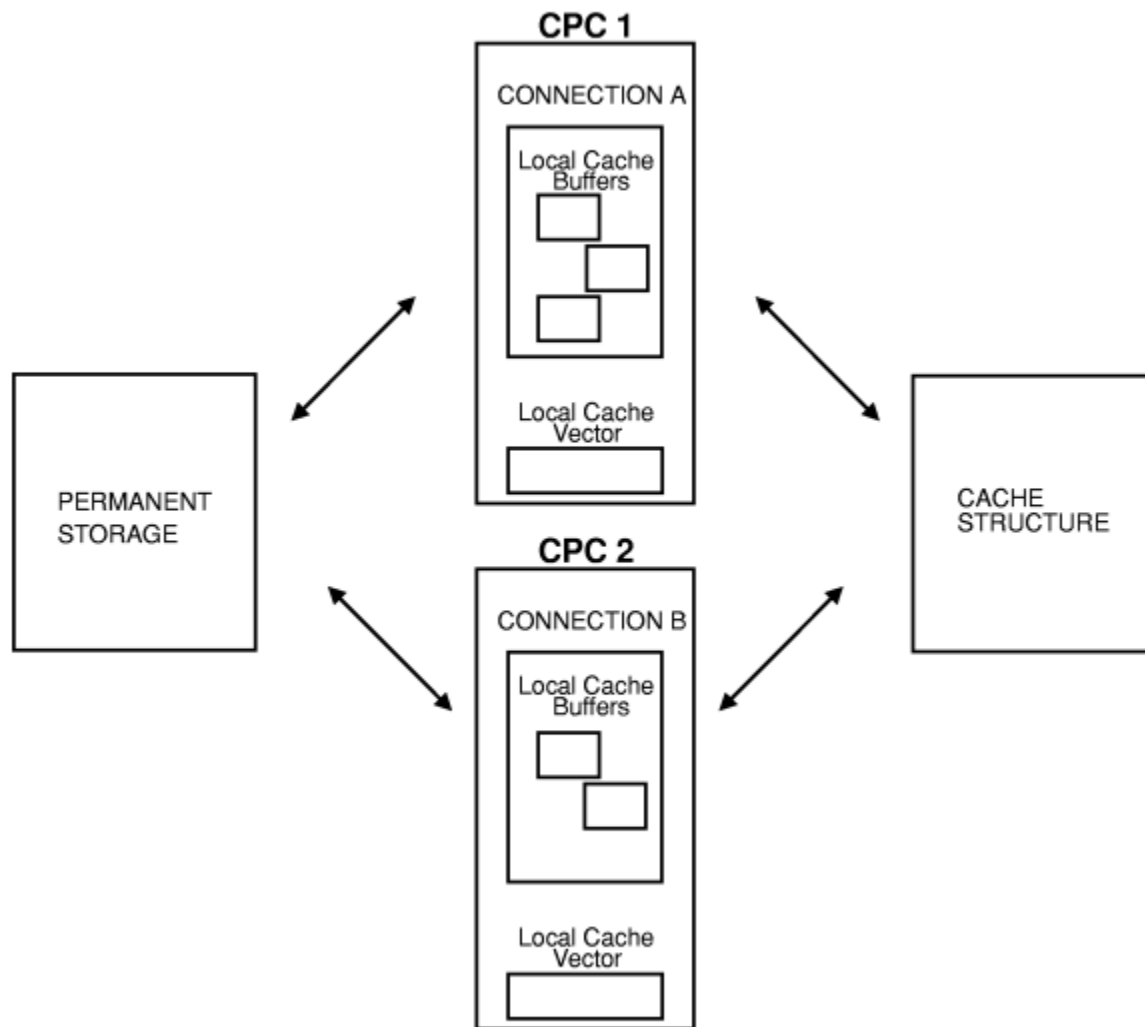 CPC 1
CONNECTION A
Local Cache
Buffers
Local Cache
Vector
PERMANENT
STORAGE
CACHE
STRUCTURE
CPC 2
CONNECTION B
Local Cache
Buffers
Local Cache
Vector